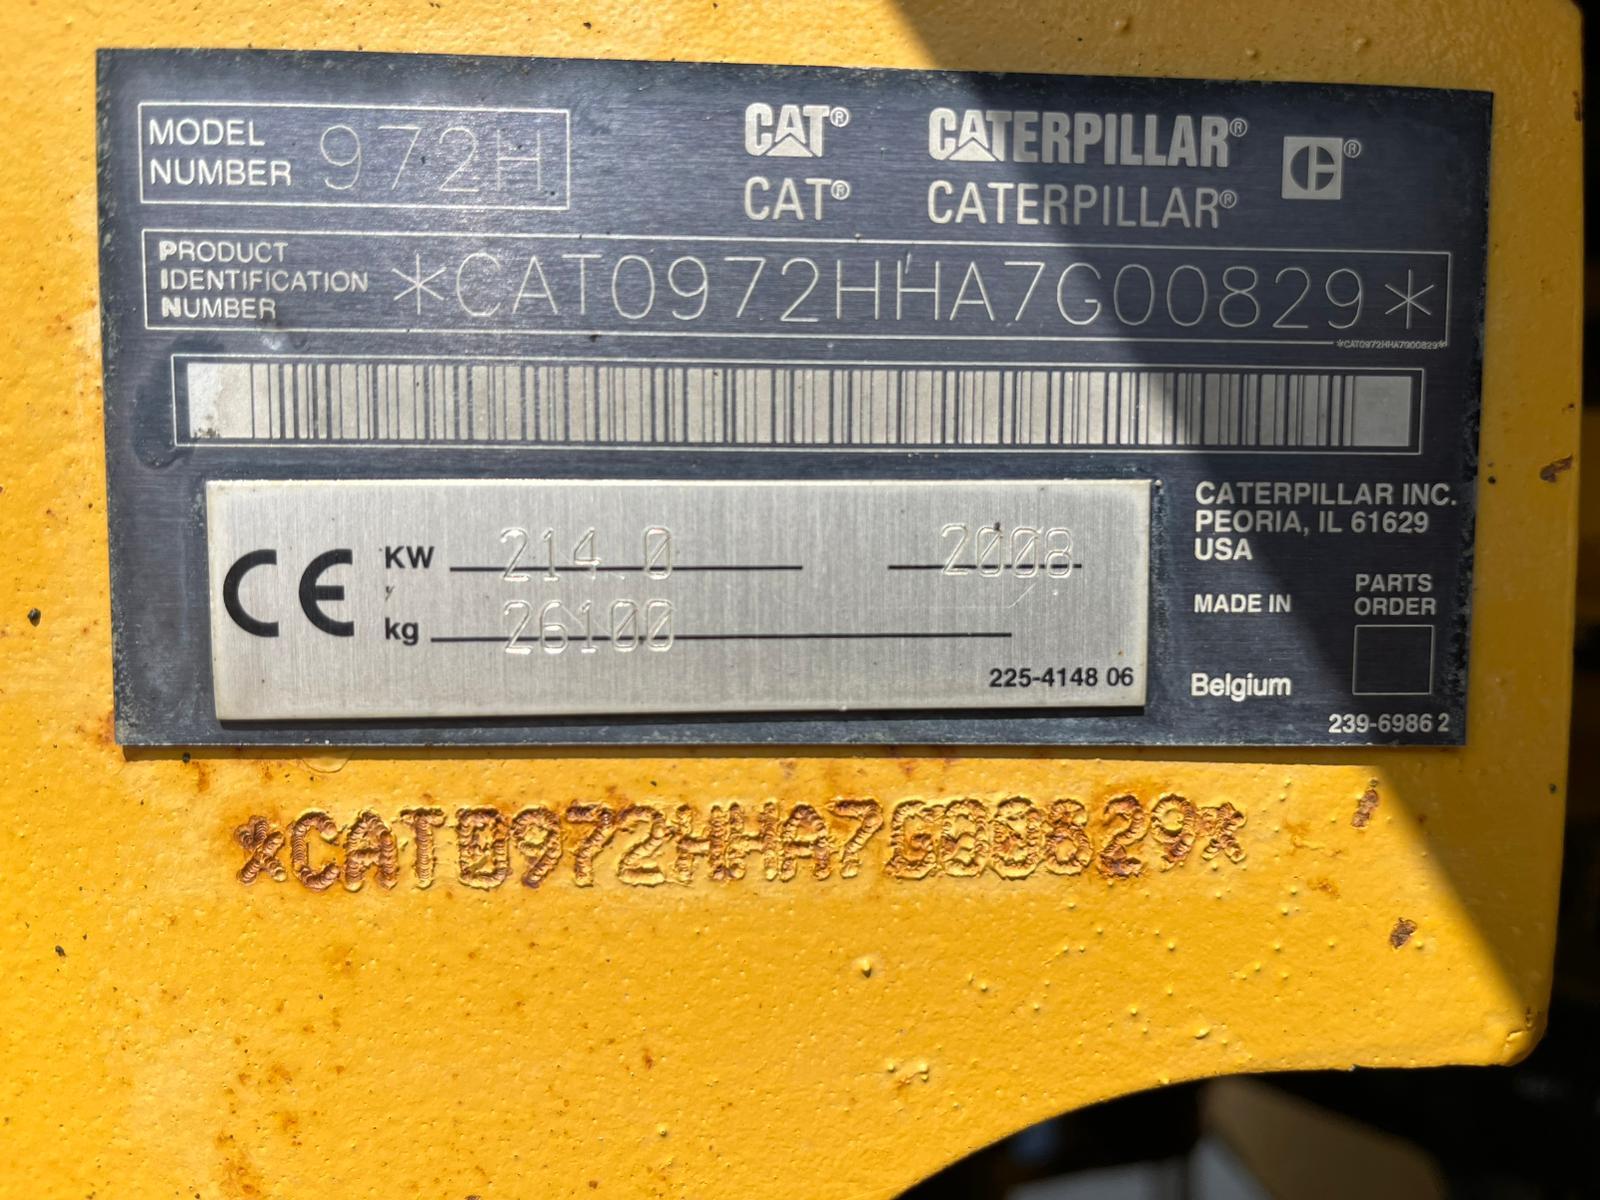 MODEL NUMBER 972H
CAT® CATERPILLAR® C®
CAT® CATERPILLAR®
PRODUCT IDENTIFICATION NUMBER *CAT0972HHA7G00829*
*CAT0972HHA7G00829*
CE
KW 214.0 2008
kg 26100
225-4148 06
CATERPILLAR INC.
PEORIA, IL 61629
USA
MADE IN
Belgium
PARTS
ORDER
239-6986 2
*CAT0972HHA7G00829*